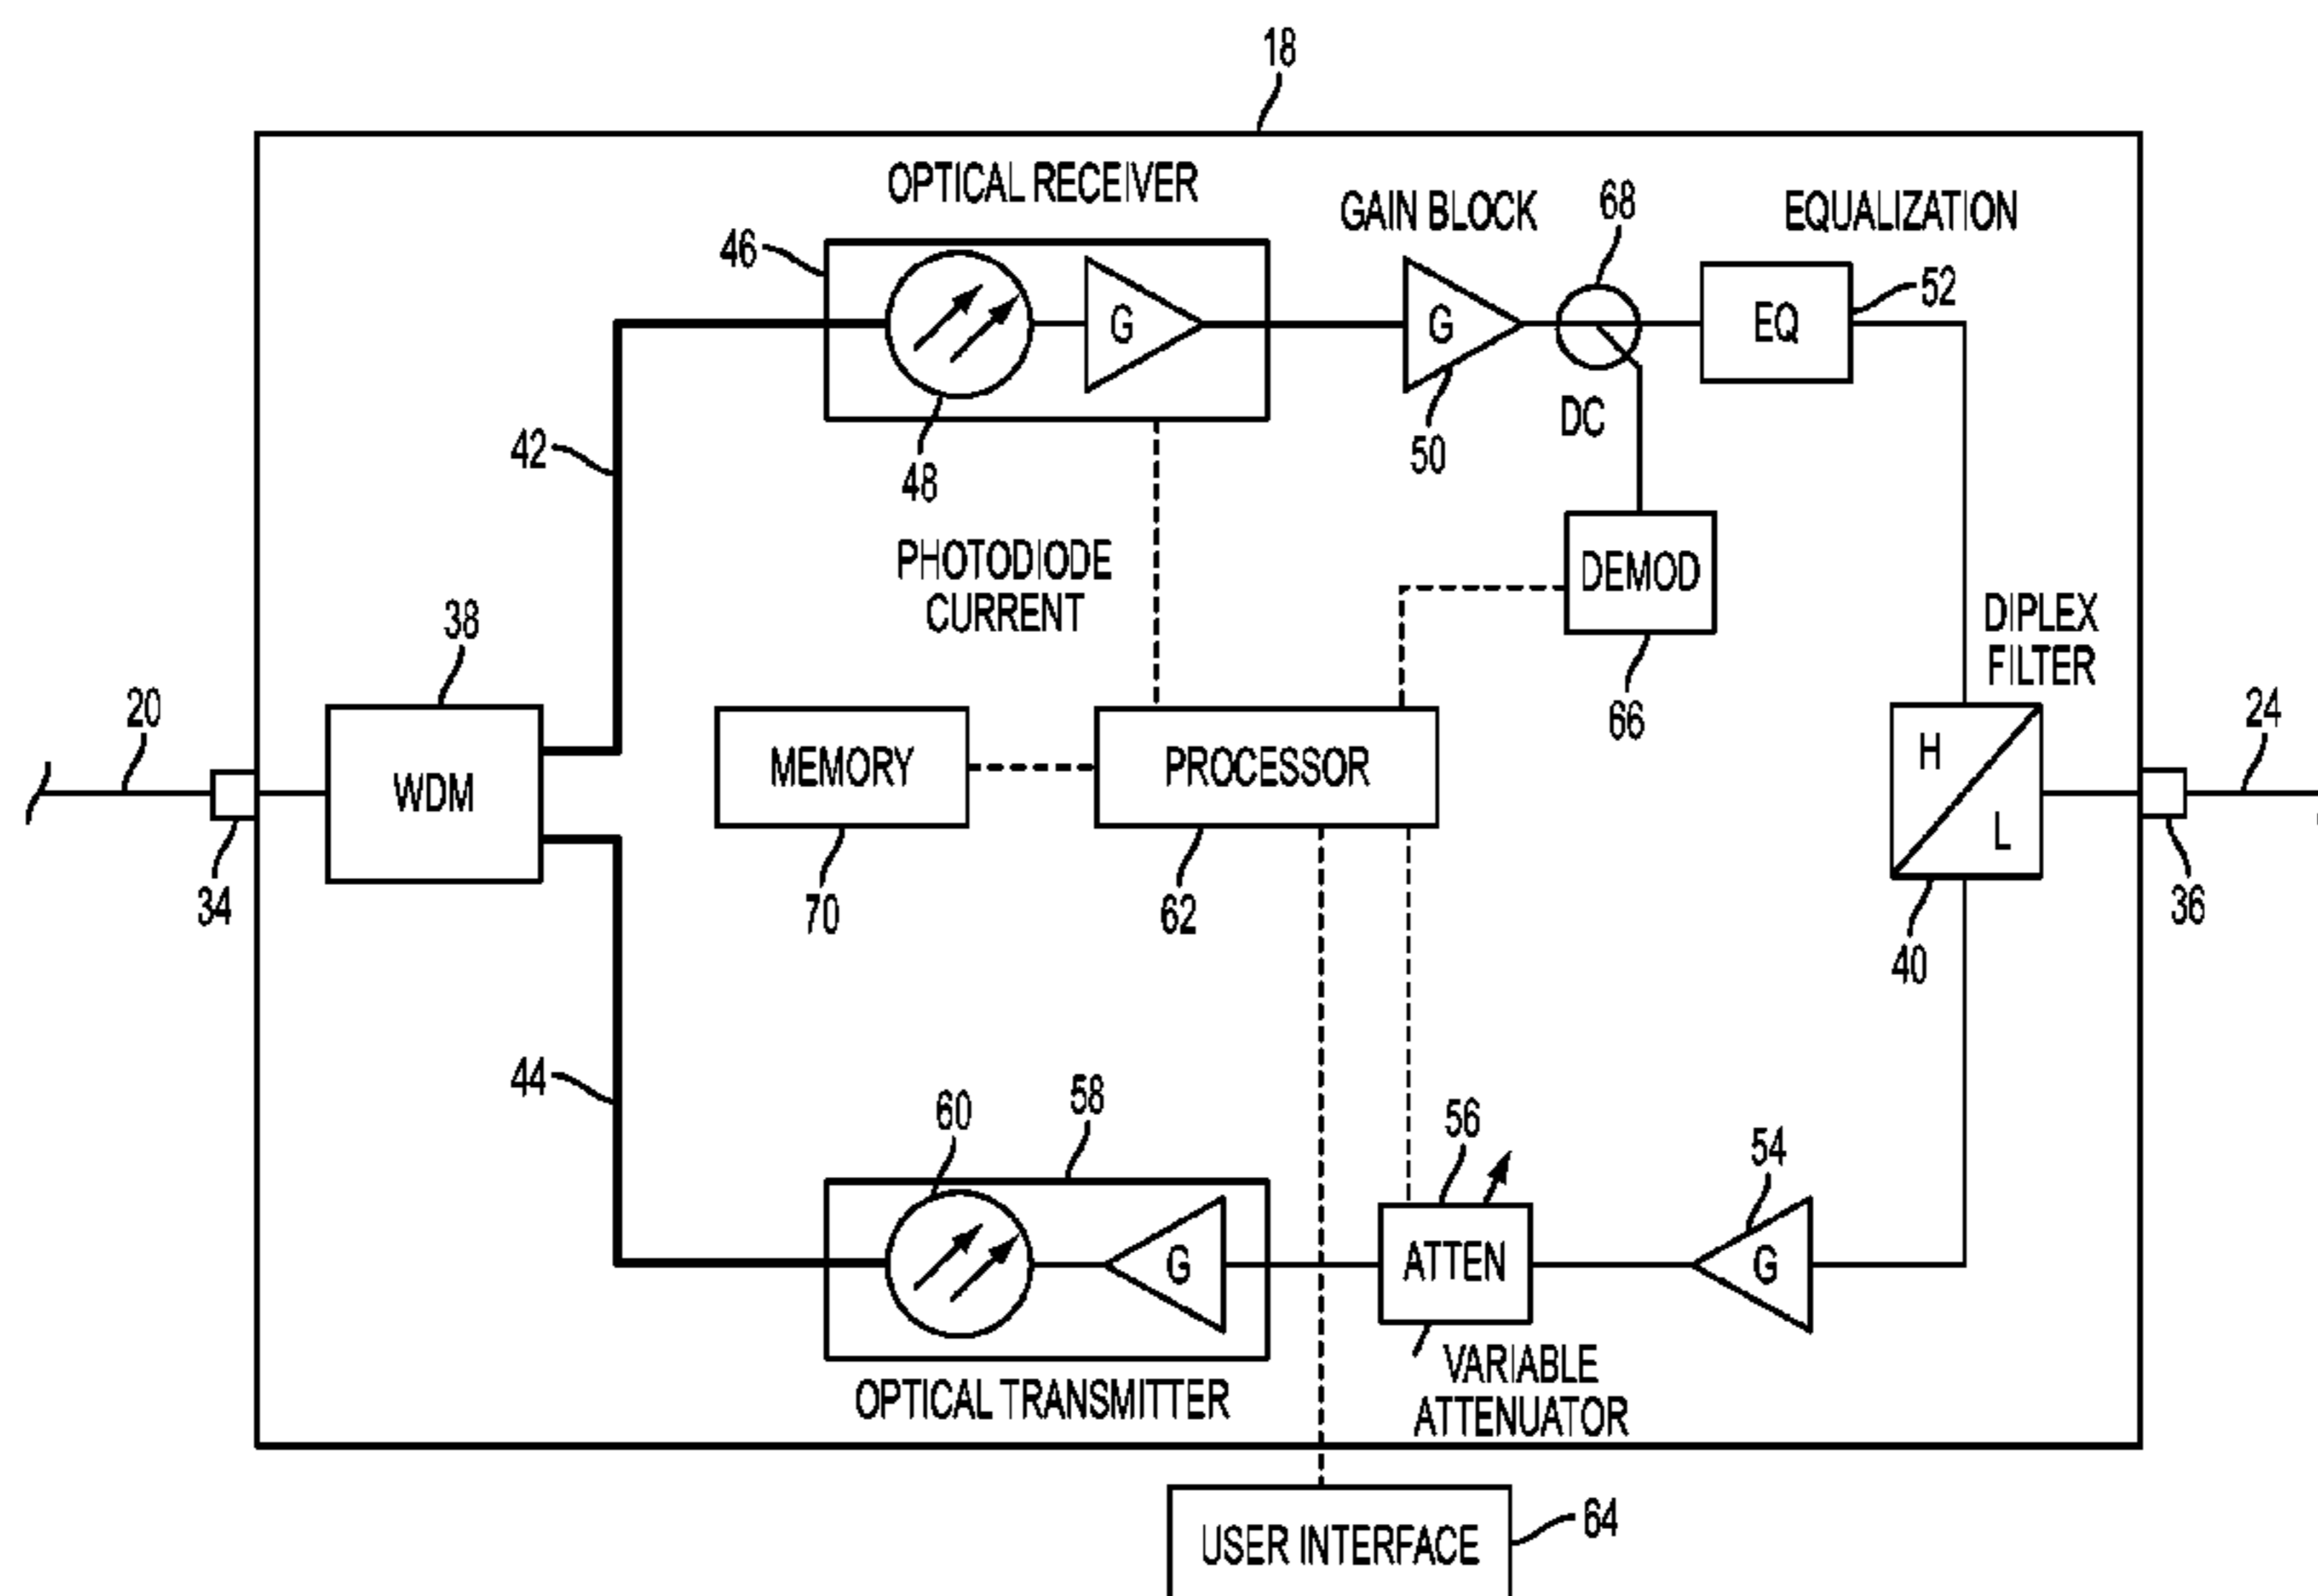 18
OPTICAL RECEIVER
GAIN BLOCK
68
EQUALIZATION
46
G
G
EQ
52
DC
42
48
50
PHOTODIODE
CURRENT
DEMOD
DIPLEX
FILTER
38
66
20
24
WDM
MEMORY
PROCESSOR
H
L
34
70
62
40
36
44
60
58
56
54
G
ATTEN
G
VARIABLE
ATTENUATOR
OPTICAL TRANSMITTER
USER INTERFACE
64